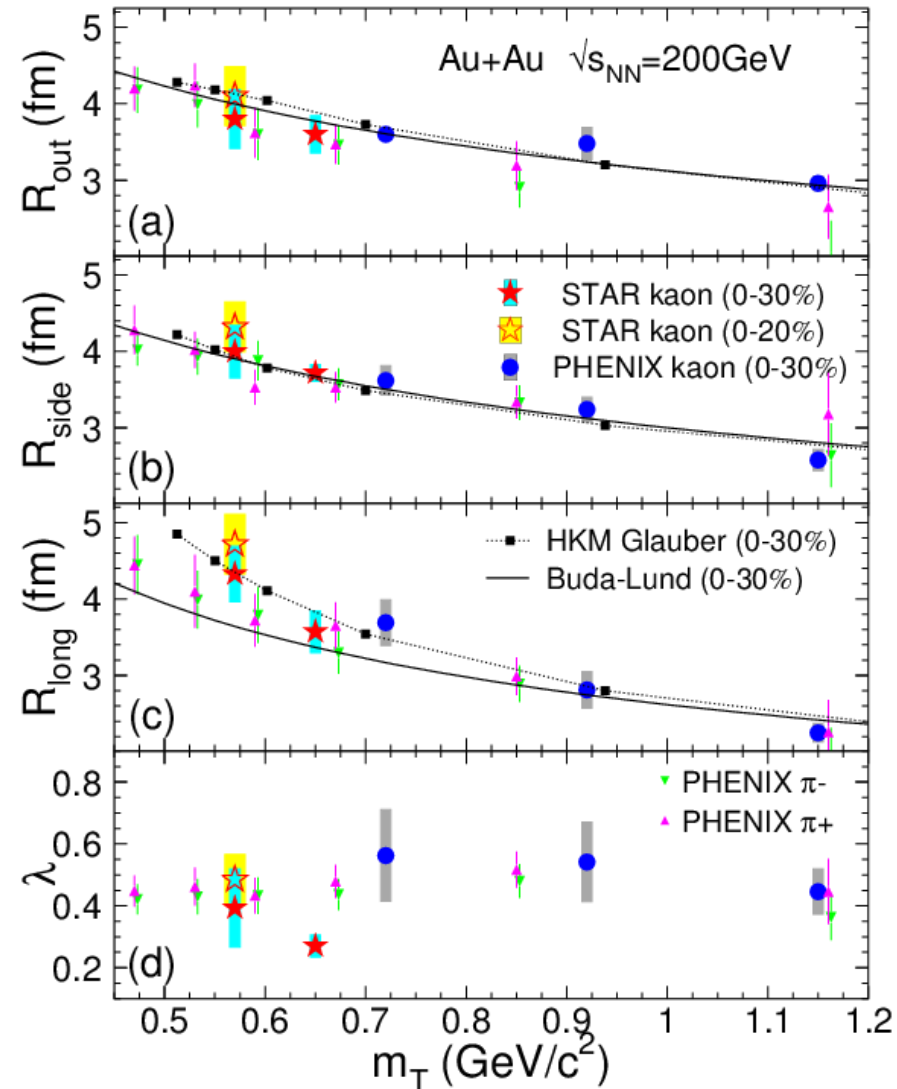 Au+Au √sNN=200GeV
5
4
3
Rout (fm)
(a)
5
4
3
Rside (fm)
(b)
STAR kaon (0-30%)
STAR kaon (0-20%)
PHENIX kaon (0-30%)
5
4
3
Rlong (fm)
(c)
HKM Glauber (0-30%)
Buda-Lund (0-30%)
0.8
0.6
0.4
0.2
λ
(d)
PHENIX π-
PHENIX π+
0.5 0.6 0.7 0.8 0.9 1 1.1 1.2
mT (GeV/c2)